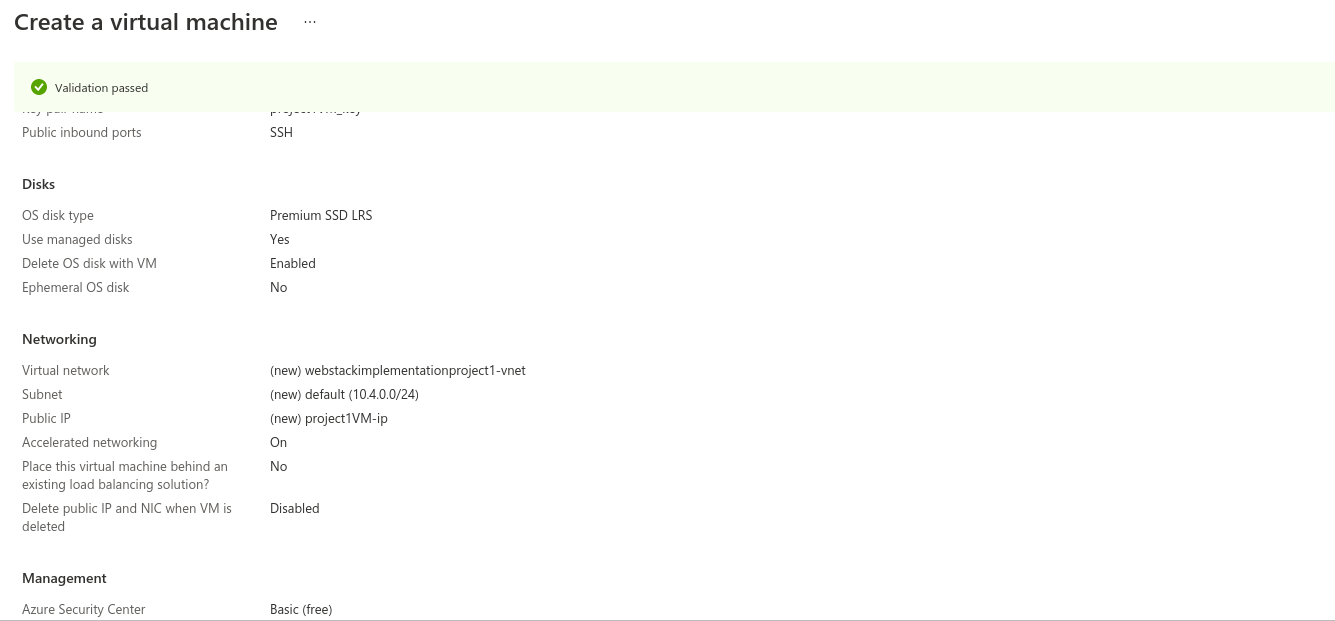 Create a virtual machine ...
Validation passed
Key pair name project1VM_key
Public inbound ports SSH
Disks
OS disk type Premium SSD LRS
Use managed disks Yes
Delete OS disk with VM Enabled
Ephemeral OS disk No
Networking
Virtual network (new) webstackimplementationproject1-vnet
Subnet (new) default (10.4.0.0/24)
Public IP (new) project1VM-ip
Accelerated networking On
Place this virtual machine behind an No
existing load balancing solution?
Delete public IP and NIC when VM is Disabled
deleted
Management
Azure Security Center Basic (free)